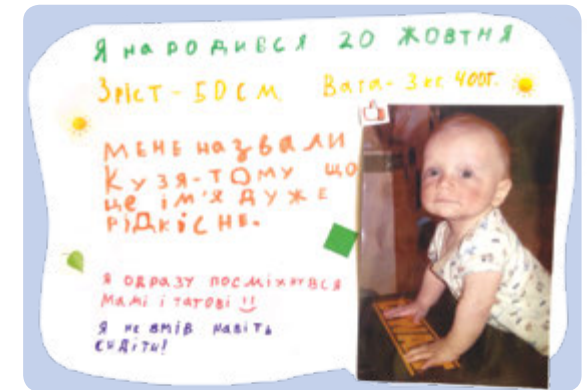 Я народився 20 жовтня
Зріст - 50 см Вага - 3 кг 400г.
Мене назвали
Кузя - тому що
це ім'я дуже
рідкісне.
Я одразу посміхнувся
мамі і татові !!
Я не вмів навіть
сидіти!